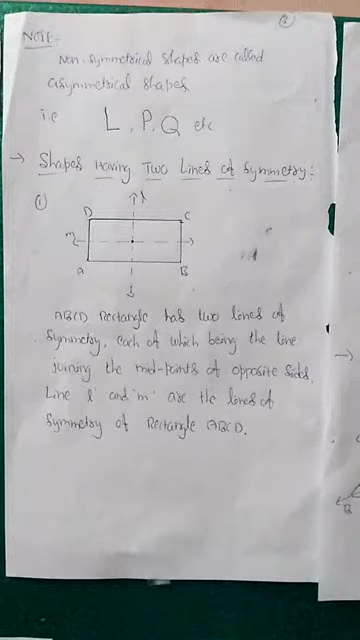 ②
NOTE:-
Non-symmetrical shapes are called
asymmetrical shapes
i.e L, P, Q etc
→ Shapes Having Two Lines of Symmetry:-
①
l
D C
m
A B
ABCD Rectangle has two lines of
symmetry, each of which being the line
joining the mid-points of opposite sides.
Line 'l' and 'm' are the lines of
symmetry of Rectangle ABCD.
→
B